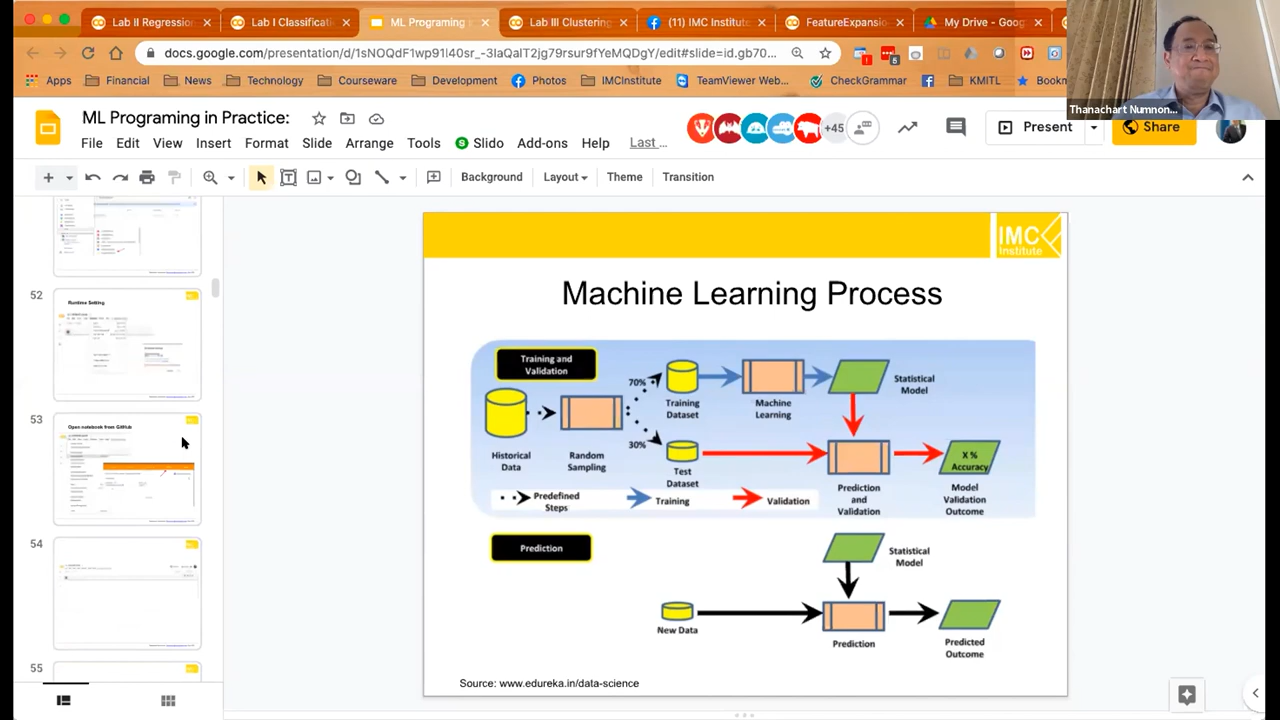 Lab II Regressi
Lab I Classificati
ML Programing in
Lab III Clustering
(11) IMC Institut
FeatureExpansio
My Drive - Goog
docs.google.com/presentation/d/1sNOQdF1wp91l40sr_-3IaQalT2jg79rsur9fYeMQDgY/edit#slide=id.gb70...
Apps
Financial
News
Technology
Courseware
Development
Photos
IMCInstitute
TeamViewer Web...
CheckGrammar
KMITL
Bookm
Thanachart Numnon...
ML Programing in Practice:
+45
Present
Share
File Edit View Insert Format Slide Arrange Tools Slido Add-ons Help Last ...
Background Layout Theme Transition
52
Runtime Setting
53
Open notebook from GitHub
54
55
IMC
Institute
Machine Learning Process
Training and
Validation
70%
30%
Historical
Data
Random
Sampling
Training
Dataset
Test
Dataset
Machine
Learning
Statistical
Model
Prediction
and
Validation
X %
Accuracy
Model
Validation
Outcome
Predefined
Steps
Training
Validation
Prediction
Statistical
Model
New Data
Prediction
Predicted
Outcome
Source: www.edureka.in/data-science